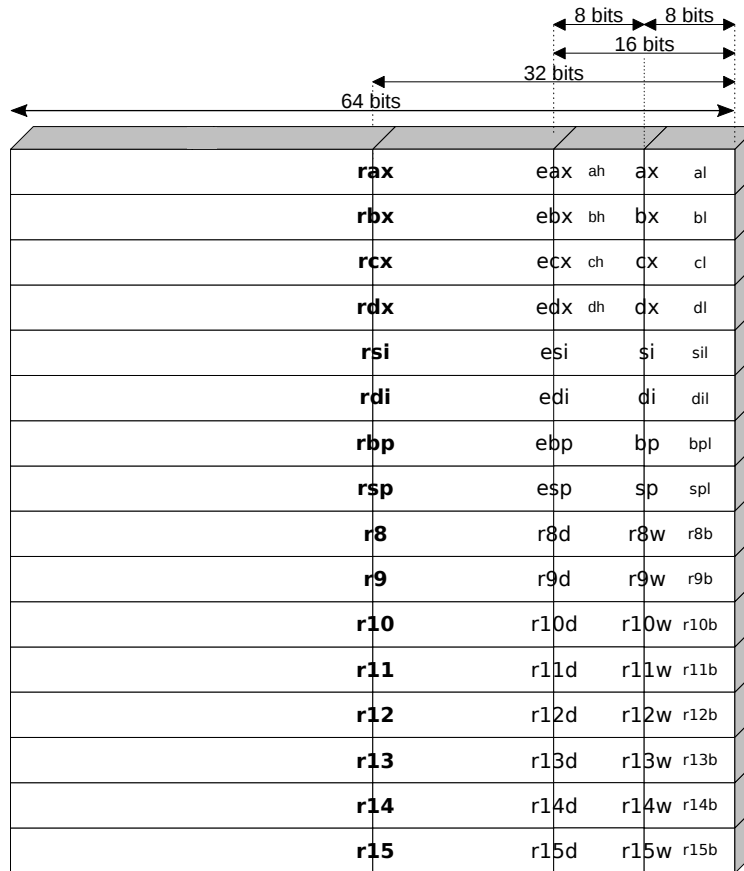 8 bits 8 bits
16 bits
32 bits
64 bits
rax eax ah ax al
rbx ebx bh bx bl
rcx ecx ch cx cl
rdx edx dh dx dl
rsi esi si sil
rdi edi di dil
rbp ebp bp bpl
rsp esp sp spl
r8 r8d r8w r8b
r9 r9d r9w r9b
r10 r10d r10w r10b
r11 r11d r11w r11b
r12 r12d r12w r12b
r13 r13d r13w r13b
r14 r14d r14w r14b
r15 r15d r15w r15b